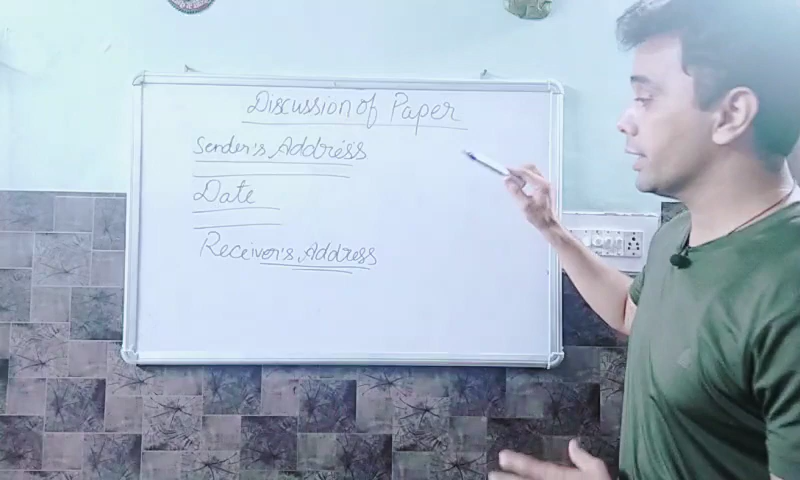 Discussion of Paper
Sender's Address
Date
Receiver's Address